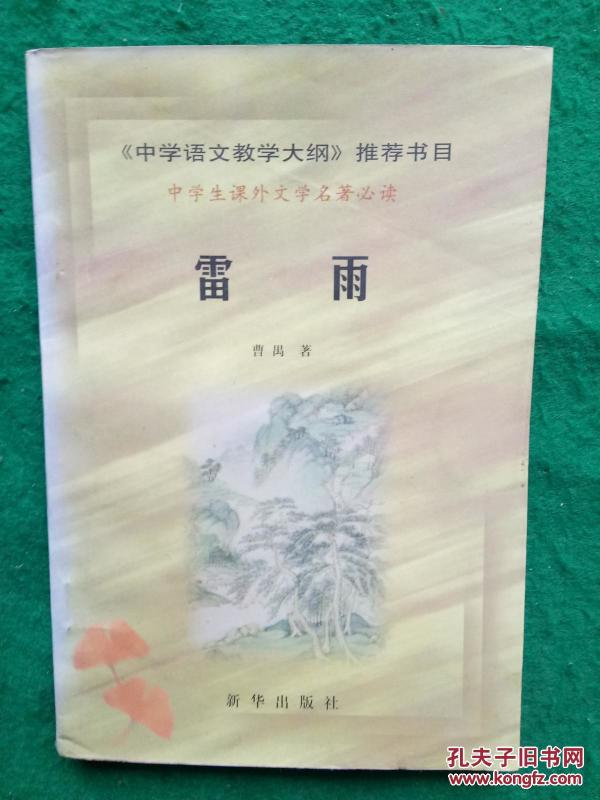 《中学语文教学大纲》推荐书目
中学生课外文学名著必读
雷雨
曹禺 著
新华出版社
孔夫子旧书网
www.kongfz.com